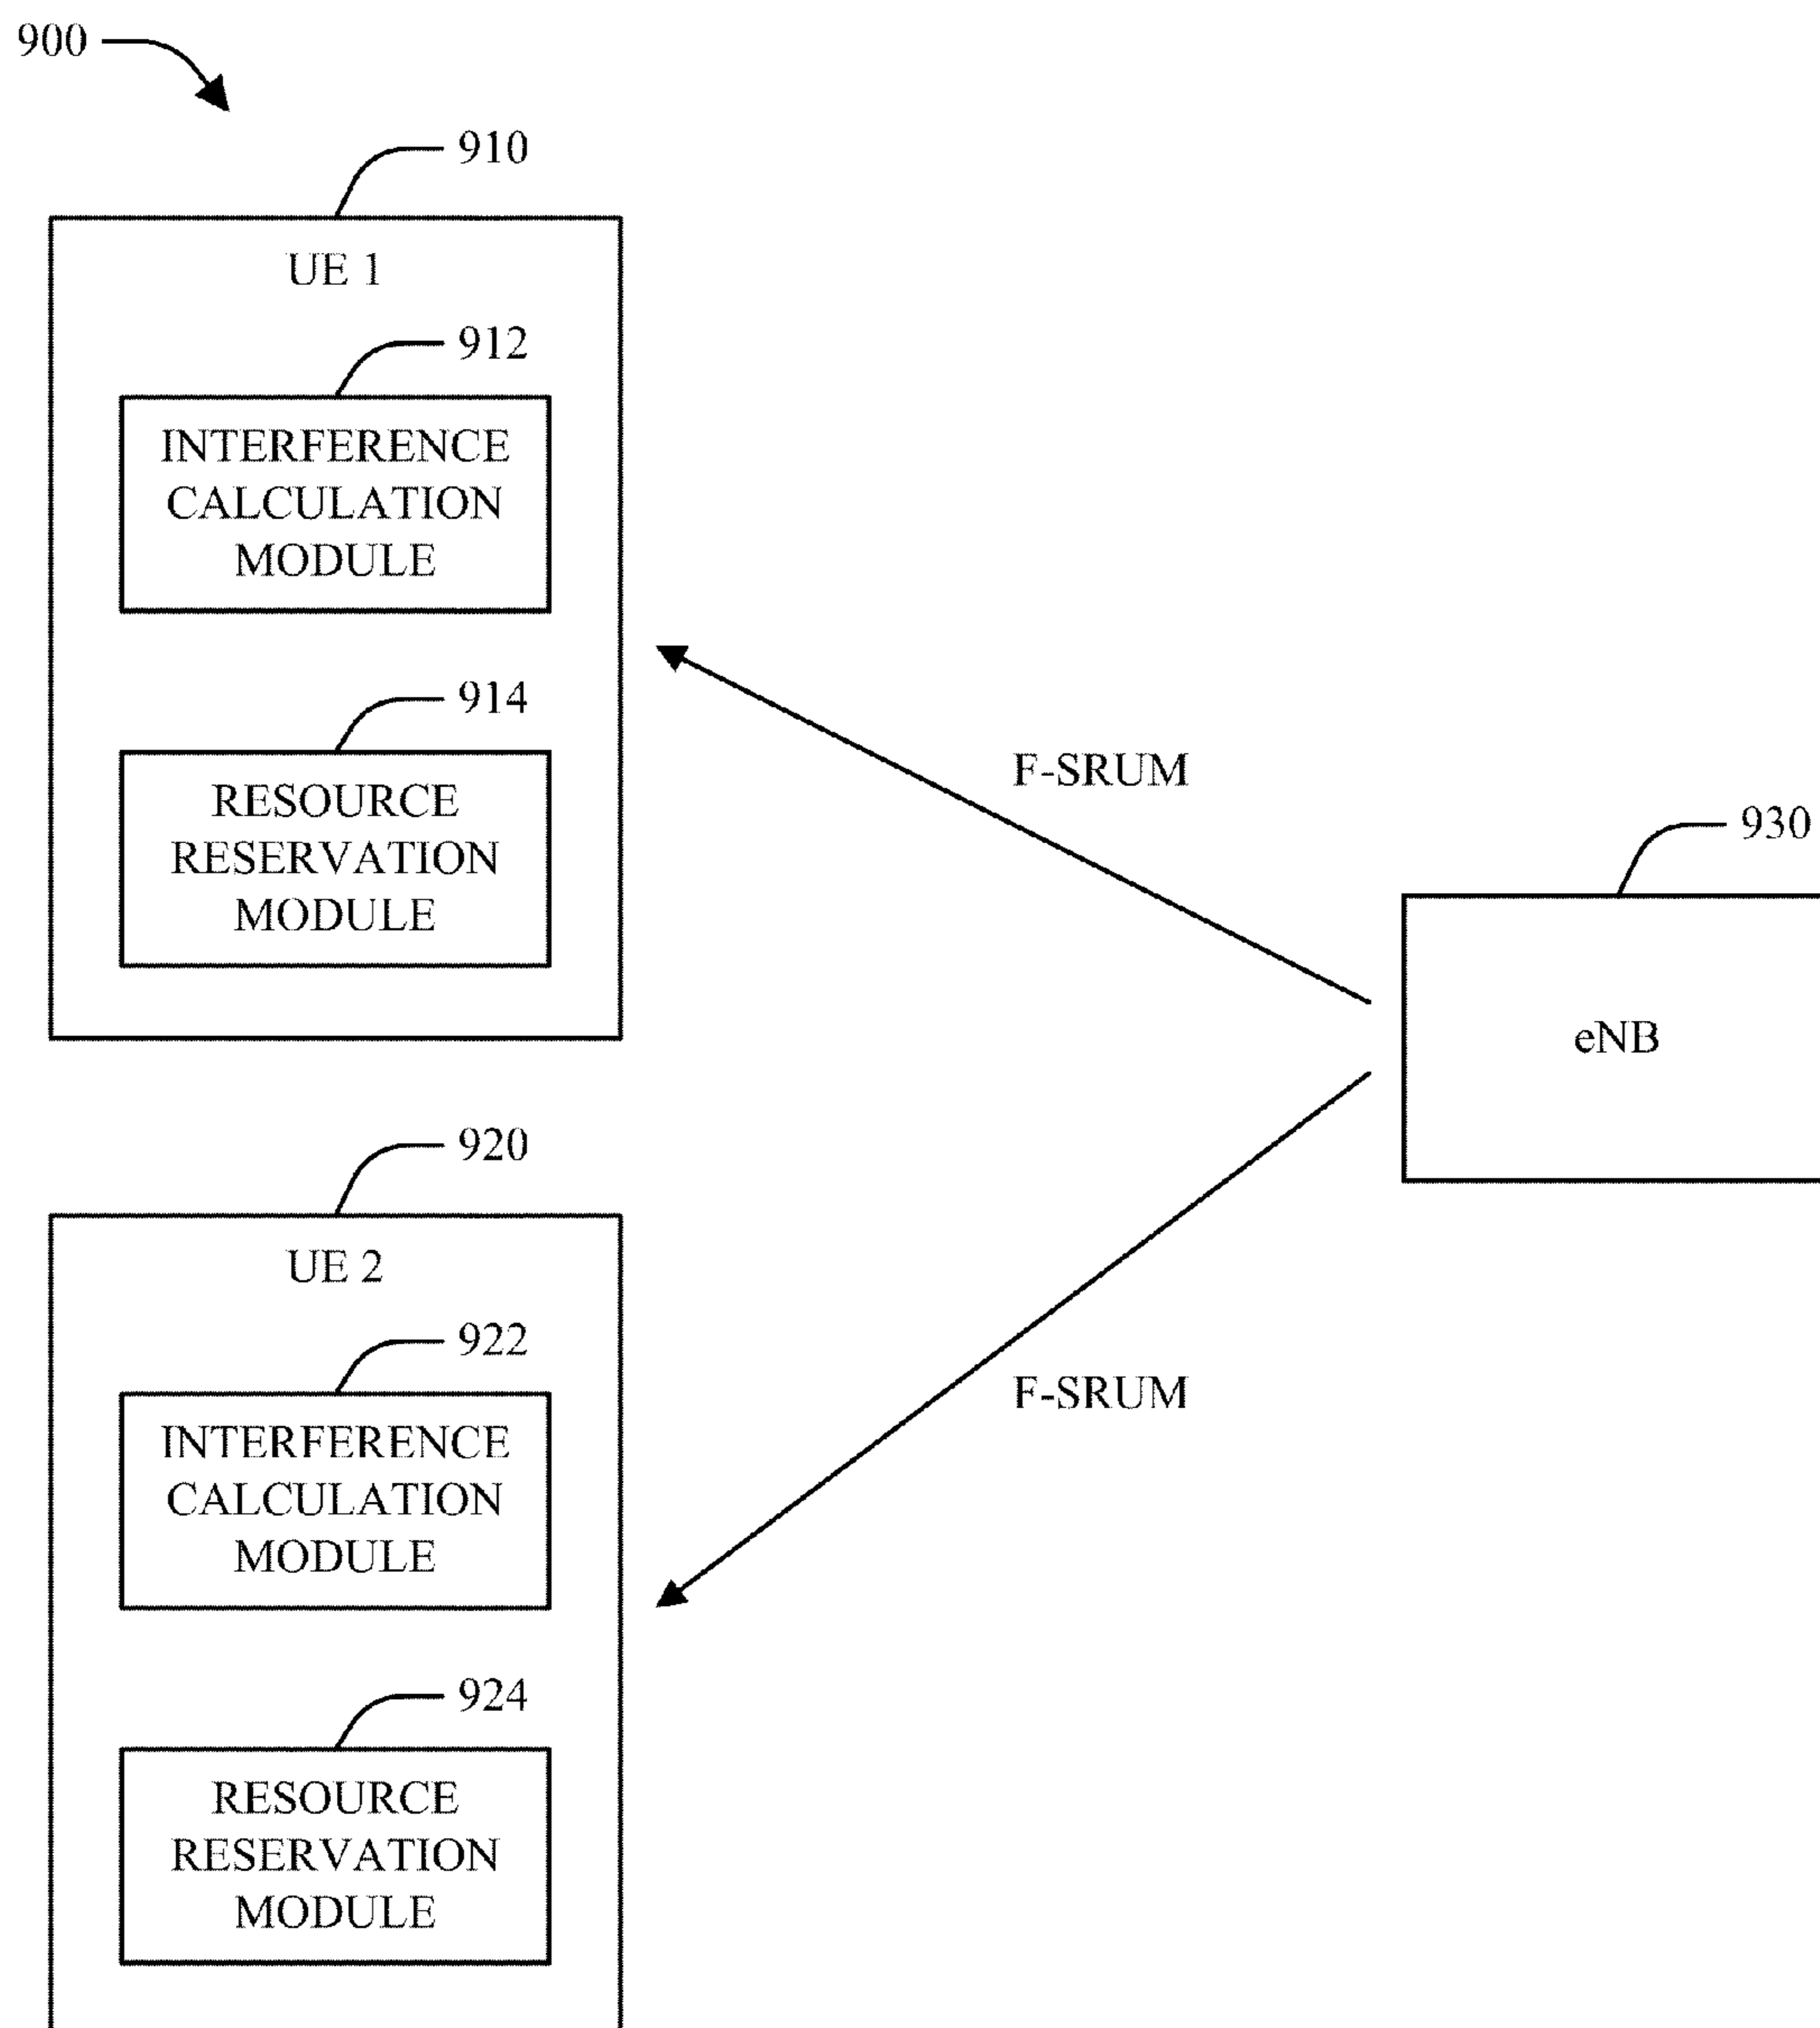 900
910
UE 1
912
INTERFERENCE
CALCULATION
MODULE
914
RESOURCE
RESERVATION
MODULE
F-SRUM
930
eNB
920
UE 2
922
INTERFERENCE
CALCULATION
MODULE
F-SRUM
924
RESOURCE
RESERVATION
MODULE